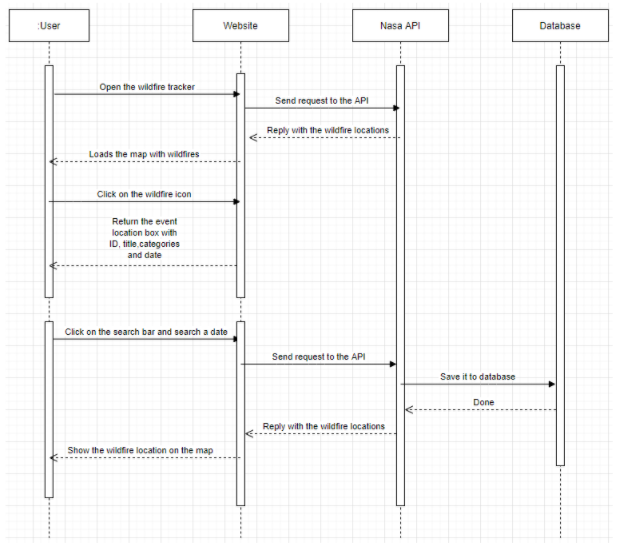 :User
Website
Nasa API
Database
Open the wildfire tracker
Send request to the API
Reply with the wildfire locations
Loads the map with wildfires
Click on the wildfire icon
Return the event
location box with
ID, title,categories
and date
Click on the search bar and search a date
Send request to the API
Save it to database
Done
Reply with the wildfire locations
Show the wildfire location on the map